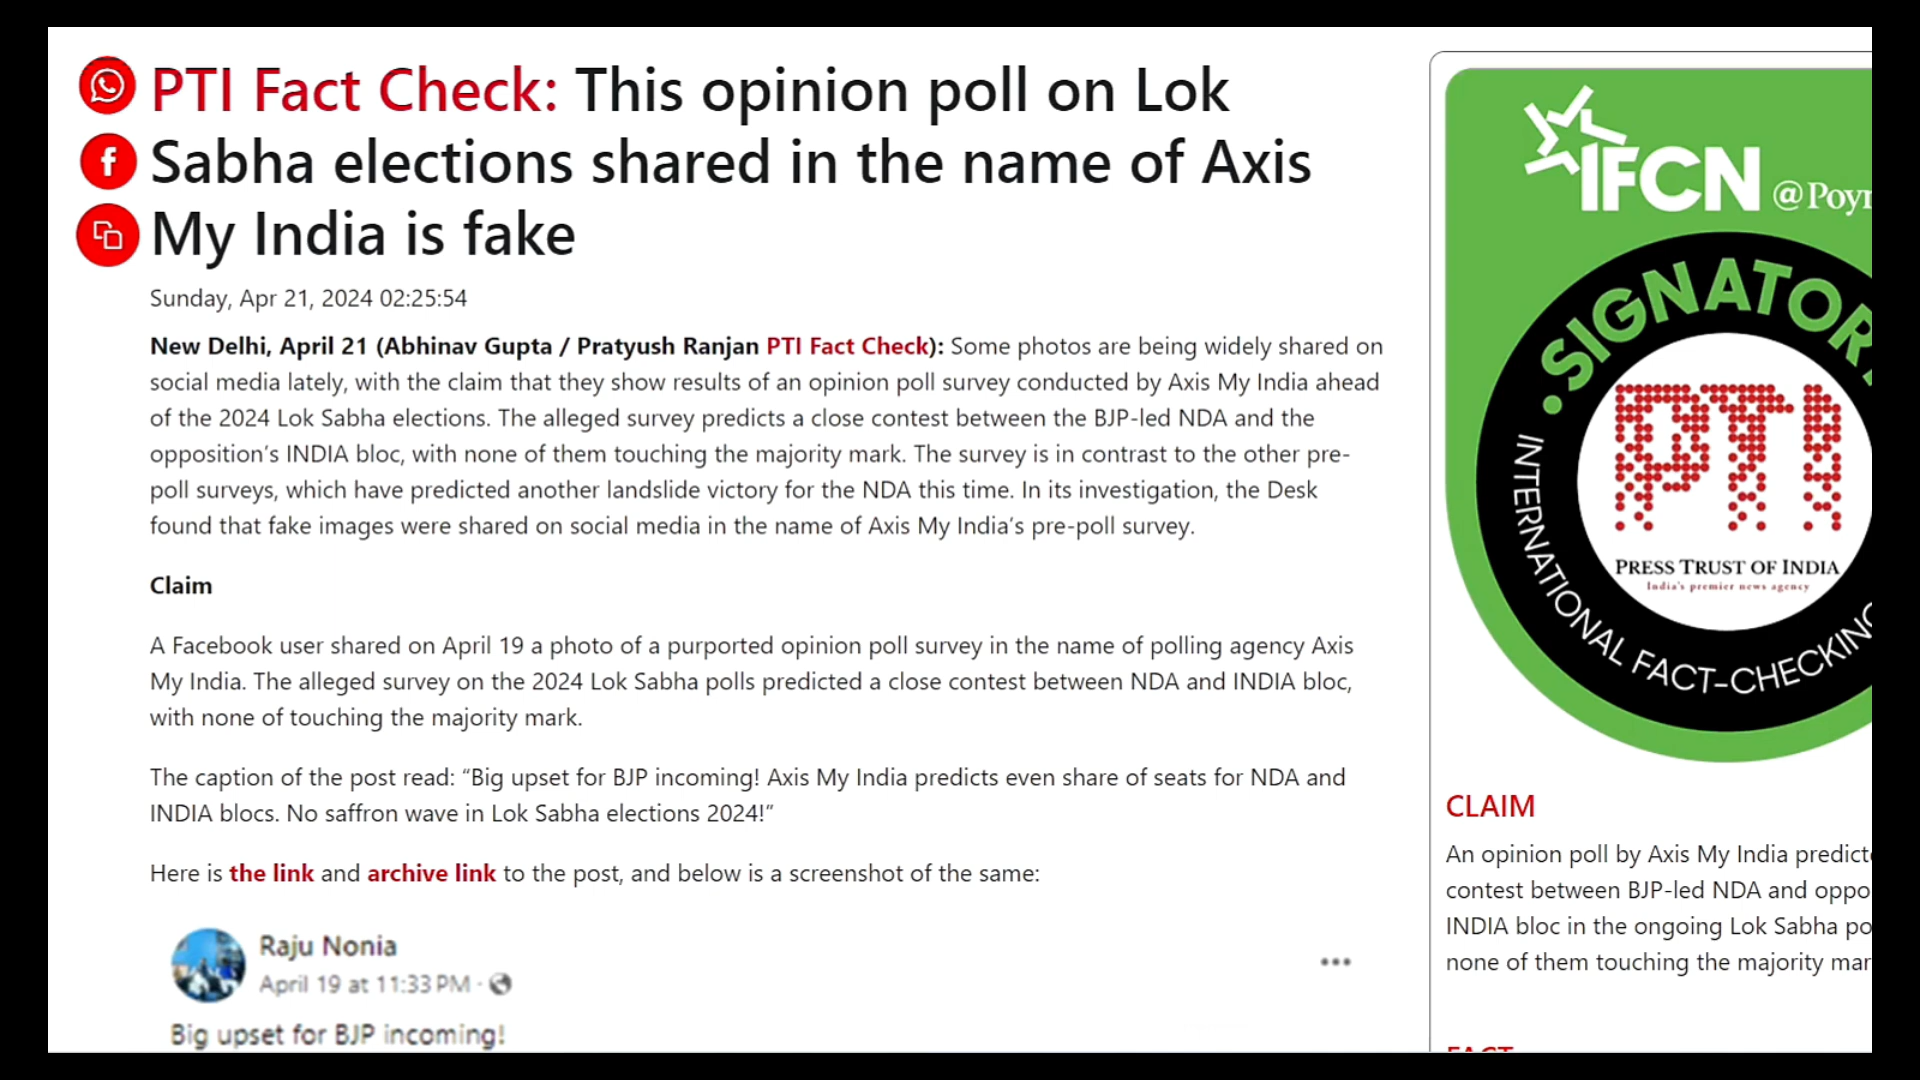 PTI Fact Check: This opinion poll on Lok
Sabha elections shared in the name of Axis
My India is fake
Sunday, Apr 21, 2024 02:25:54
New Delhi, April 21 (Abhinav Gupta / Pratyush Ranjan PTI Fact Check): Some photos are being widely shared on
social media lately, with the claim that they show results of an opinion poll survey conducted by Axis My India ahead
of the 2024 Lok Sabha elections. The alleged survey predicts a close contest between the BJP-led NDA and the
opposition's INDIA bloc, with none of them touching the majority mark. The survey is in contrast to the other pre-
poll surveys, which have predicted another landslide victory for the NDA this time. In its investigation, the Desk
found that fake images were shared on social media in the name of Axis My India's pre-poll survey.
Claim
A Facebook user shared on April 19 a photo of a purported opinion poll survey in the name of polling agency Axis
My India. The alleged survey on the 2024 Lok Sabha polls predicted a close contest between NDA and INDIA bloc,
with none of touching the majority mark.
The caption of the post read: “Big upset for BJP incoming! Axis My India predicts even share of seats for NDA and
INDIA blocs. No saffron wave in Lok Sabha elections 2024!”
Here is the link and archive link to the post, and below is a screenshot of the same:
Raju Nonia
April 19 at 11:33 PM ·
Big upset for BJP incoming!
IFCN @Poyn
SIGNATOR
PTI
PRESS TRUST OF INDIA
India's premier news agency
INTERNATIONAL FACT-CHECKING
CLAIM
An opinion poll by Axis My India predict
contest between BJP-led NDA and oppo
INDIA bloc in the ongoing Lok Sabha po
none of them touching the majority mar